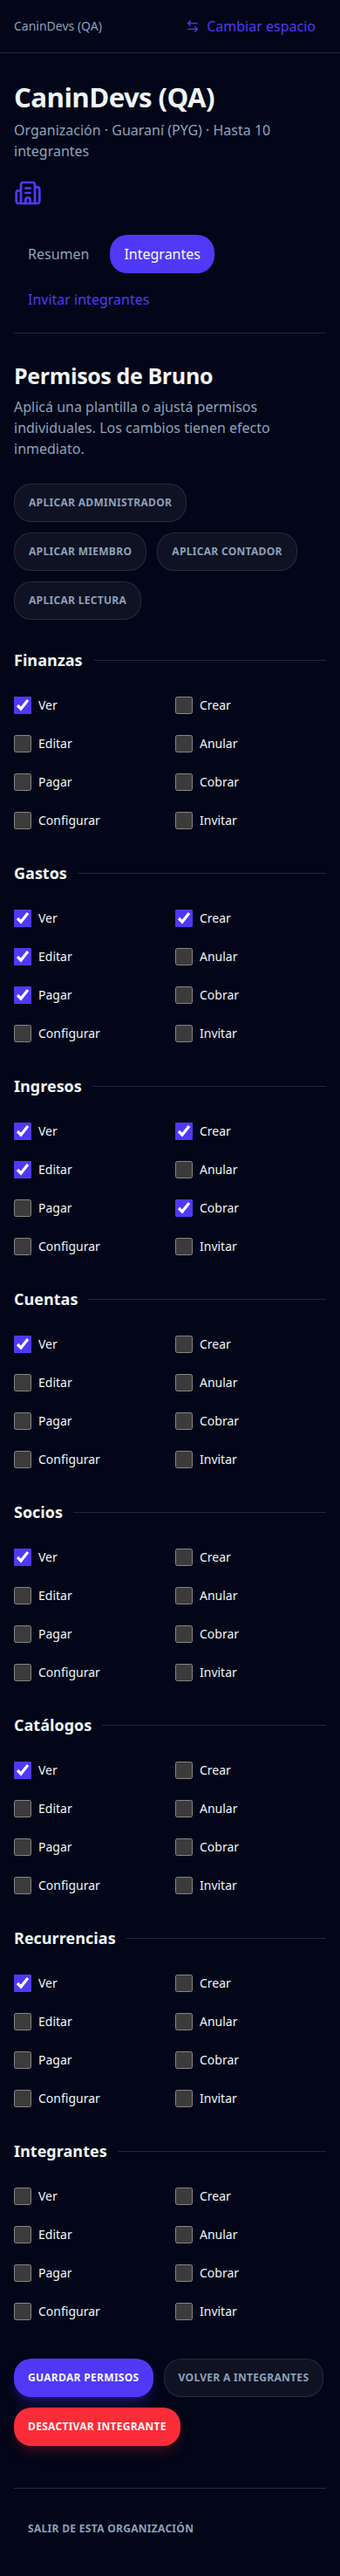 CaninDevs (QA)
Cambiar espacio
CaninDevs (QA)
Organización · Guaraní (PYG) · Hasta 10
integrantes
Resumen
Integrantes
Invitar integrantes
Permisos de Bruno
Aplicá una plantilla o ajustá permisos
individuales. Los cambios tienen efecto
inmediato.
APLICAR ADMINISTRADOR
APLICAR MIEMBRO
APLICAR CONTADOR
APLICAR LECTURA
Finanzas
Ver
Crear
Editar
Anular
Pagar
Cobrar
Configurar
Invitar
Gastos
Ver
Crear
Editar
Anular
Pagar
Cobrar
Configurar
Invitar
Ingresos
Ver
Crear
Editar
Anular
Pagar
Cobrar
Configurar
Invitar
Cuentas
Ver
Crear
Editar
Anular
Pagar
Cobrar
Configurar
Invitar
Socios
Ver
Crear
Editar
Anular
Pagar
Cobrar
Configurar
Invitar
Catálogos
Ver
Crear
Editar
Anular
Pagar
Cobrar
Configurar
Invitar
Recurrencias
Ver
Crear
Editar
Anular
Pagar
Cobrar
Configurar
Invitar
Integrantes
Ver
Crear
Editar
Anular
Pagar
Cobrar
Configurar
Invitar
GUARDAR PERMISOS
VOLVER A INTEGRANTES
DESACTIVAR INTEGRANTE
SALIR DE ESTA ORGANIZACIÓN